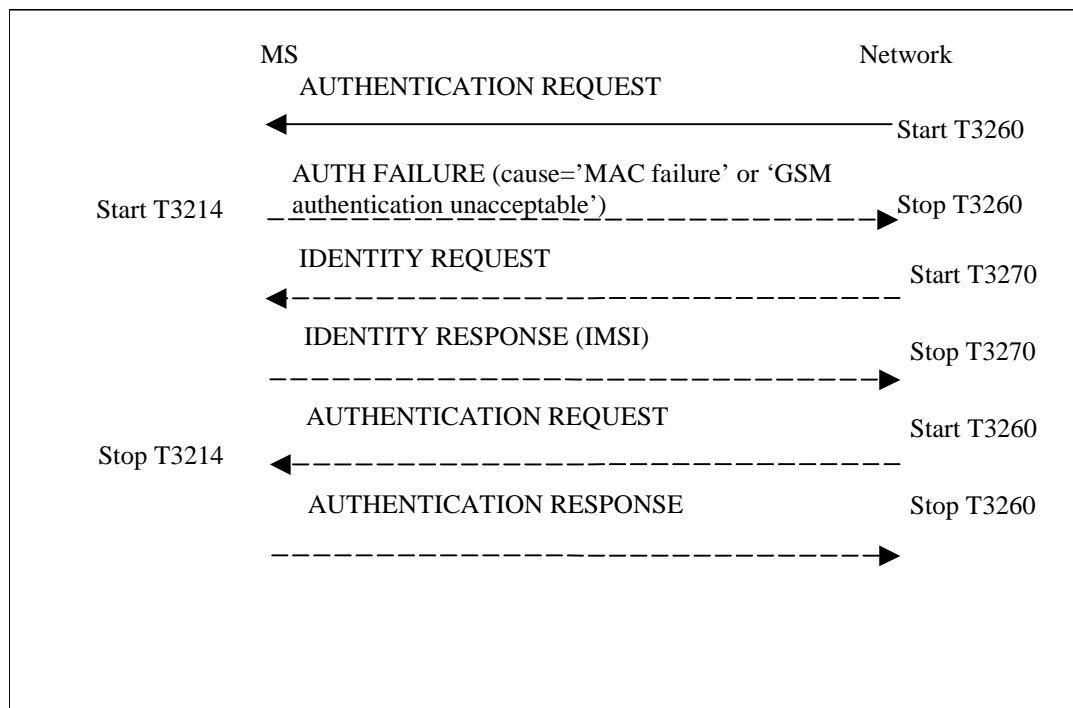 MS Network
AUTHENTICATION REQUEST
Start T3260
AUTH FAILURE (cause=’MAC failure’ or ‘GSM
authentication unacceptable’)
Start T3214
Stop T3260
IDENTITY REQUEST
Start T3270
IDENTITY RESPONSE (IMSI)
Stop T3270
AUTHENTICATION REQUEST
Start T3260
Stop T3214
AUTHENTICATION RESPONSE
Stop T3260